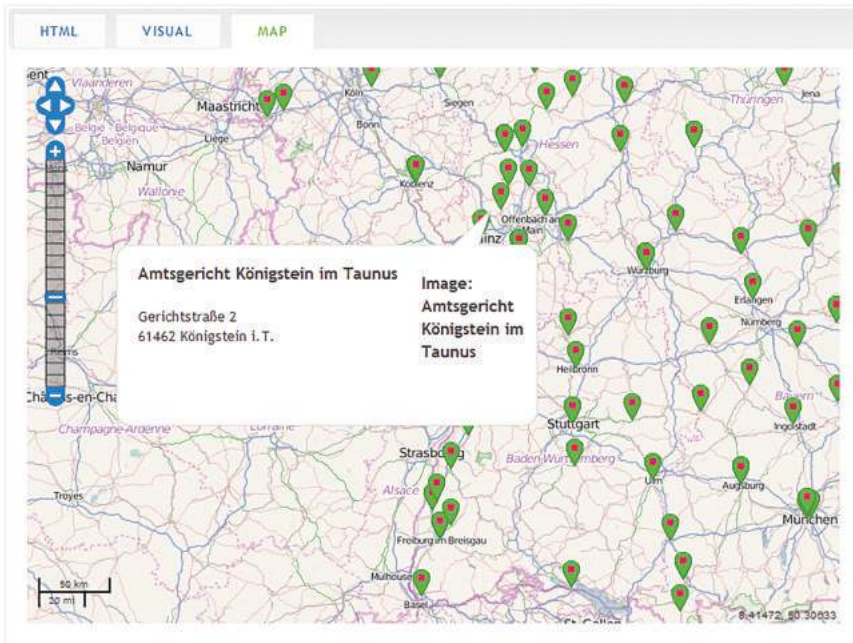 HTML VISUAL MAP
Vlaanderen
Maastricht
Köln
Siegen
Thüringen
Jena
België - Belgique -
Belgien
Liège
Bonn
Hessen
Namur
Wallonie
Koblenz
Offenbach am
Main
Würzburg
Erlangen
Nürnberg
Amtsgericht Königstein im Taunus
Gerichtstraße 2
61462 Königstein i. T.
Image:
Amtsgericht
Königstein im
Taunus
Heilbronn
Champagne-Ardenne
Lorraine
Stuttgart
Bayern
Ingolstadt
Strasbourg
Baden-Württemberg
Ulm
Augsburg
Troyes
Alsace
München
Freiburg im Breisgau
Mulhouse
Basel
50 km
20 mi
8.41472, 50.30633